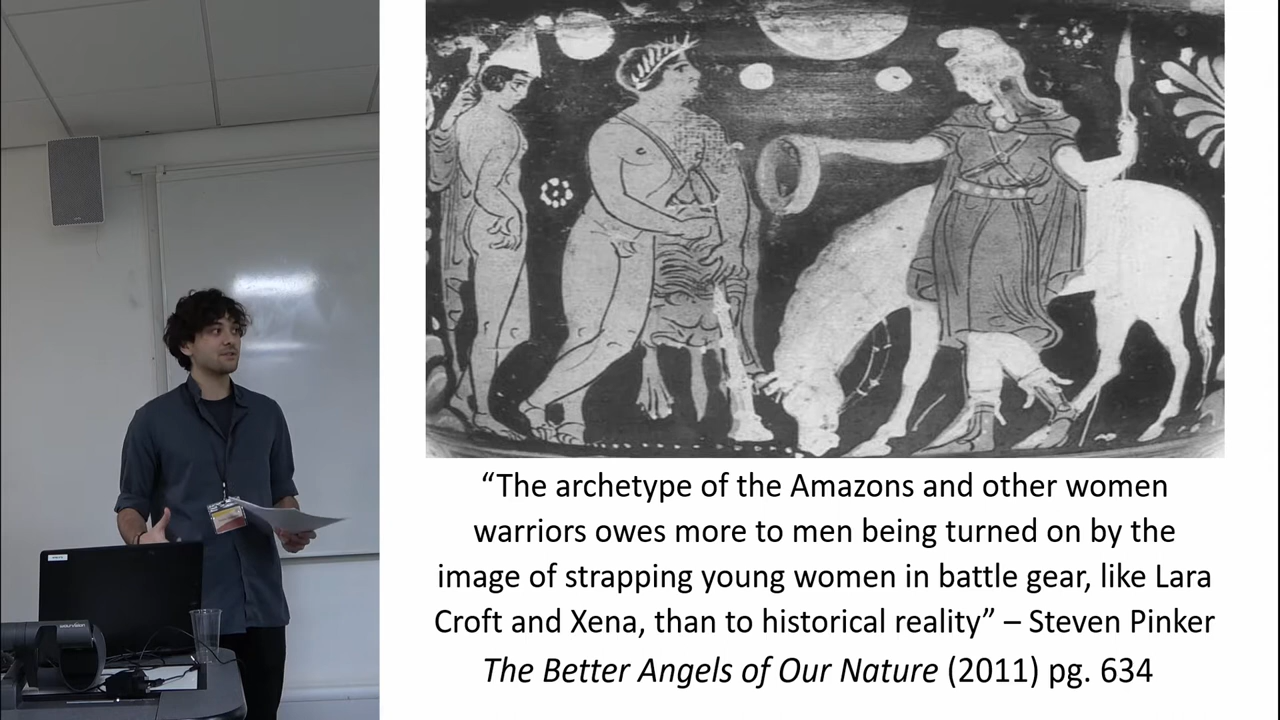 “The archetype of the Amazons and other women
warriors owes more to men being turned on by the
image of strapping young women in battle gear, like Lara
Croft and Xena, than to historical reality” – Steven Pinker
The Better Angels of Our Nature (2011) pg. 634